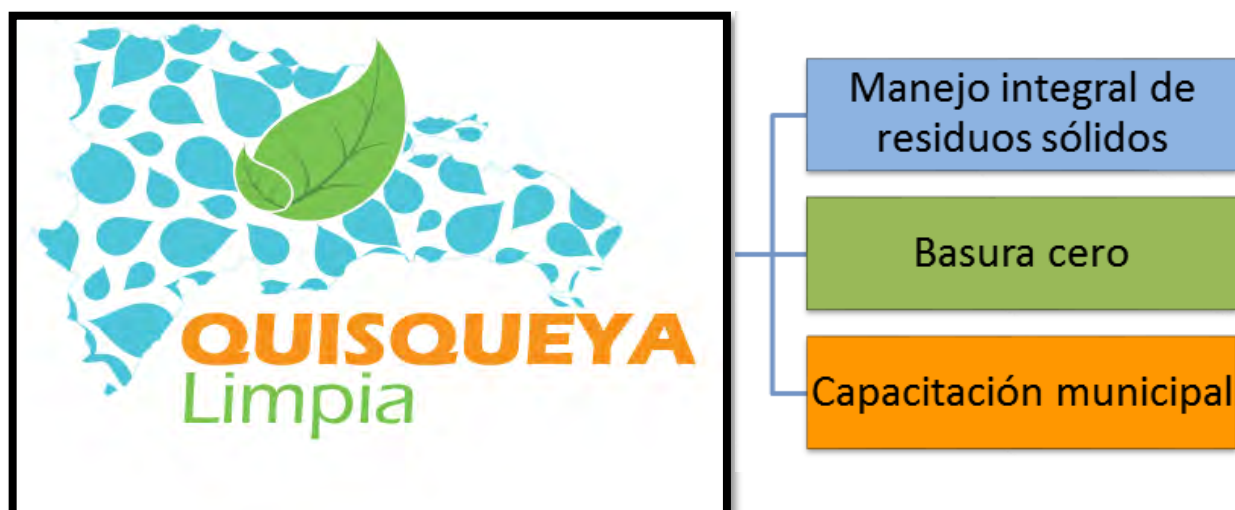 QUISQUEYA
Limpia
Manejo integral de
residuos sólidos
Basura cero
Capacitación municipal